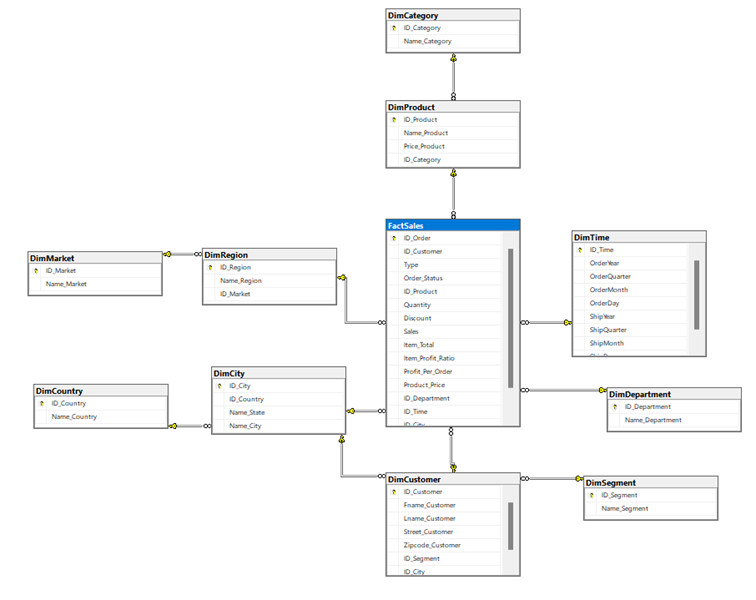 DimCategory
ID_Category
Name_Category
DimProduct
ID_Product
Name_Product
Price_Product
ID_Category
FactSales
ID_Order
ID_Customer
Type
Order_Status
ID_Product
Quantity
Discount
Sales
Item_Total
Item_Profit_Ratio
Profit_Per_Order
Product_Price
ID_Department
ID_Time
ID_City
DimTime
ID_Time
OrderYear
OrderQuarter
OrderMonth
OrderDay
ShipYear
ShipQuarter
ShipMonth
DimMarket
ID_Market
Name_Market
DimRegion
ID_Region
Name_Region
ID_Market
DimCountry
ID_Country
Name_Country
DimCity
ID_City
ID_Country
Name_State
Name_City
DimDepartment
ID_Department
Name_Department
DimCustomer
ID_Customer
Fname_Customer
Lname_Customer
Street_Customer
Zipcode_Customer
ID_Segment
ID_City
DimSegment
ID_Segment
Name_Segment